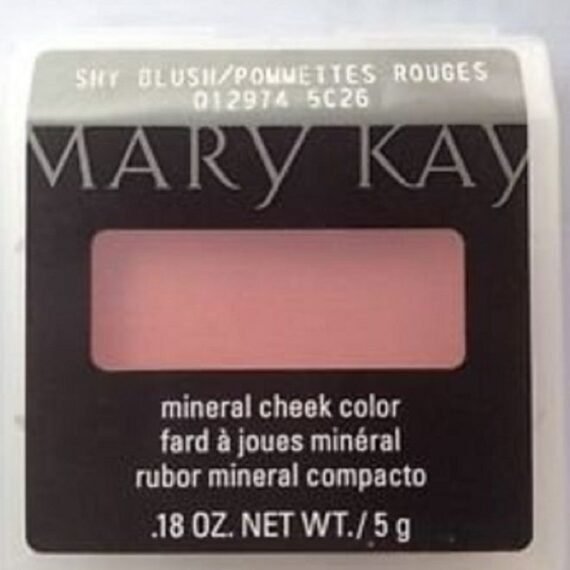 SHY BLUSH/POMMETTES ROUGES
012974 5C26
MARY KAY
mineral cheek color
fard à joues minéral
rubor mineral compacto
.18 OZ. NET WT./5 g